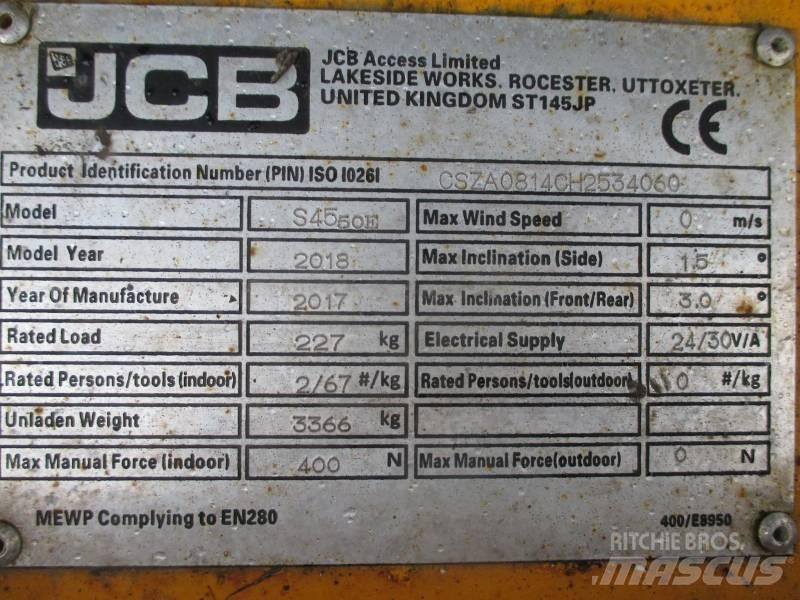 JCB
JCB Access Limited
LAKESIDE WORKS. ROCESTER. UTTOXETER.
UNITED KINGDOM ST145JP
CE
Product Identification Number (PIN) ISO 10261 CSZA0814CH2534060
Model S4550E Max Wind Speed 0 m/s
Model Year 2018 Max Inclination (Side) 1.5 °
Year Of Manufacture 2017 Max Inclination (Front/Rear) 3.0 °
Rated Load 227 kg Electrical Supply 24/30 V/A
Rated Persons/tools (indoor) 2/67 #/kg Rated Persons/tools(outdoor) 0 #/kg
Unladen Weight 3366 kg
Max Manual Force (indoor) 400 N Max Manual Force(outdoor) 0 N
MEWP Complying to EN280
400/E8950
RITCHIE BROS.
MASCUS